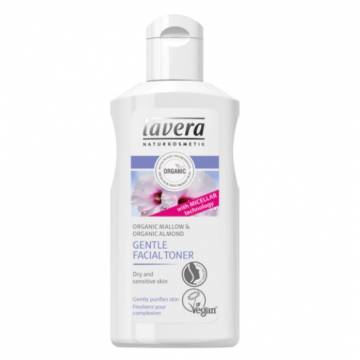 lavera
NATURKOSMETIK
ORGANIC
with MICELLAR
technology
ORGANIC MALLOW &
ORGANIC ALMOND
GENTLE
FACIAL TONER
Dry and
sensitive skin
Gently purifies skin
Freshens your
complexion
vegan